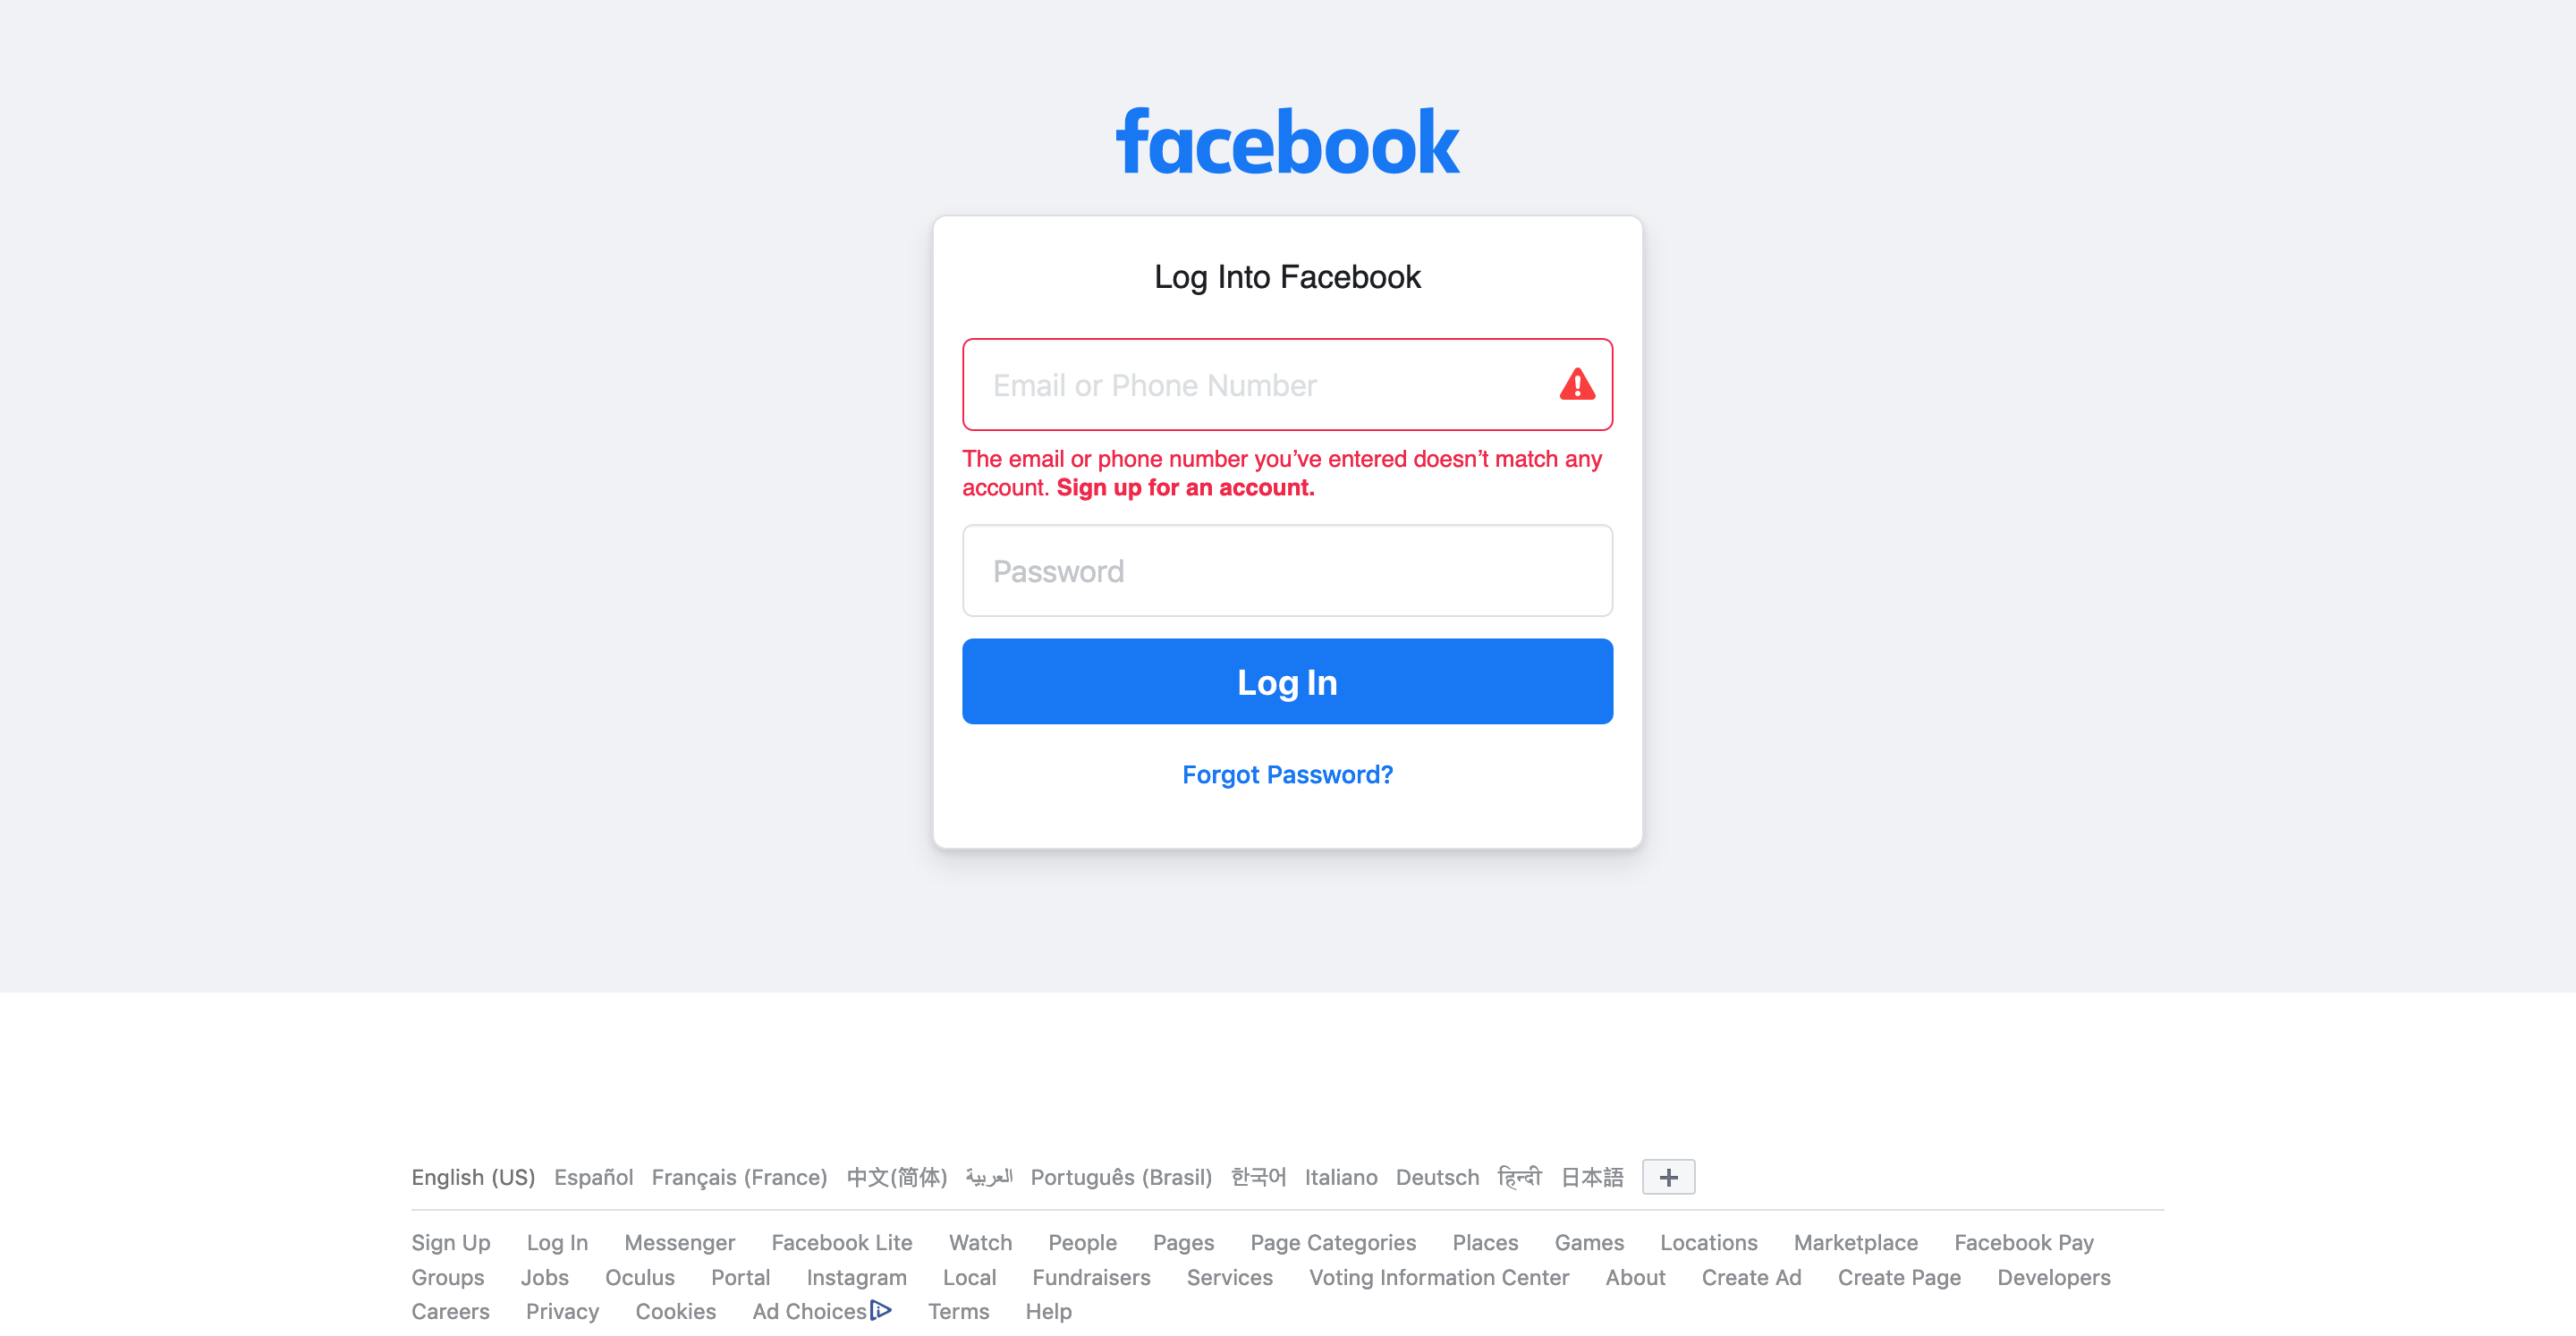 facebook
Log Into Facebook
Email or Phone Number
The email or phone number you’ve entered doesn’t match any
account. Sign up for an account.
Password
Log In
Forgot Password?
English (US) Español Français (France) 中文(简体) العربية Português (Brasil) 한국어 Italiano Deutsch हिन्दी 日本語 +
Sign Up Log In Messenger Facebook Lite Watch People Pages Page Categories Places Games Locations Marketplace Facebook Pay
Groups Jobs Oculus Portal Instagram Local Fundraisers Services Voting Information Center About Create Ad Create Page Developers
Careers Privacy Cookies Ad Choices Terms Help